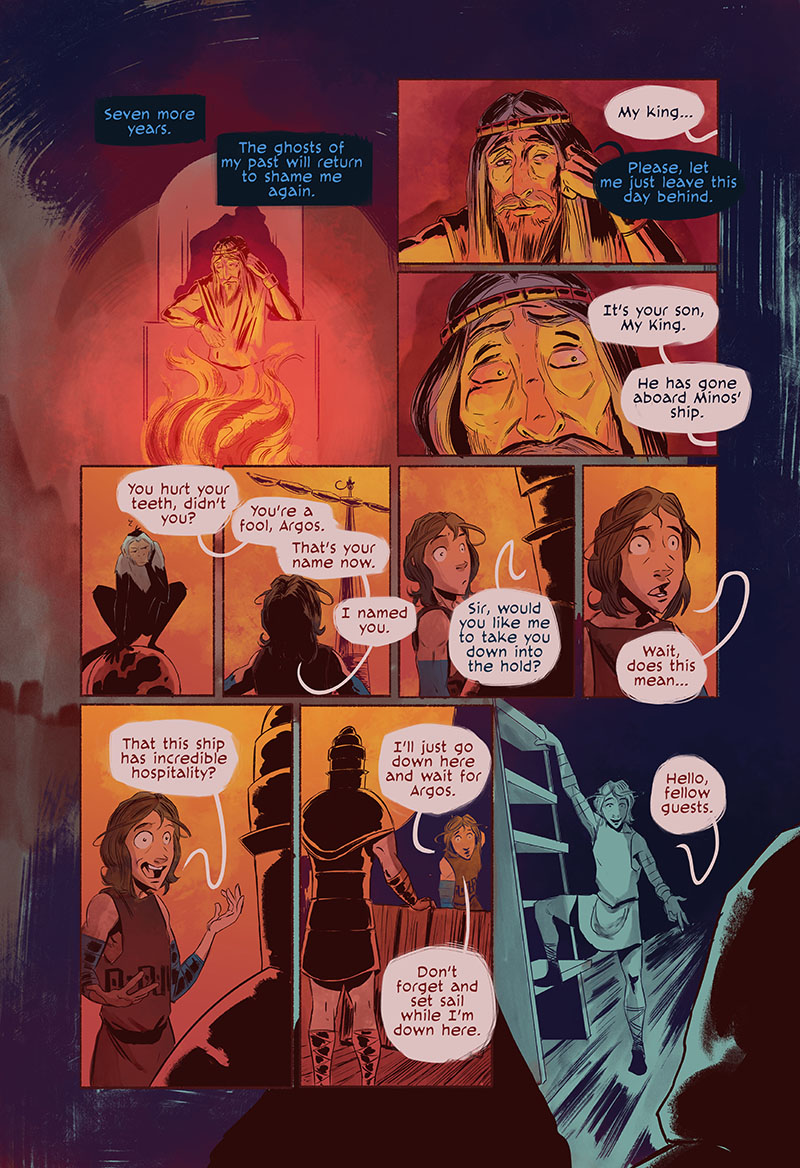 Seven more
years.
The ghosts of
my past will return
to shame me
again.
My king...
Please, let
me just leave this
day behind.
It's your son,
My King.
He has gone
aboard Minos'
ship.
You hurt your
teeth, didn't
you?
You're a
fool, Argos.
That's your
name now.
I named
you.
Sir, would
you like me
to take you
down into
the hold?
Wait,
does this
mean...
That this ship
has incredible
hospitality?
I'll just go
down here
and wait for
Argos.
Don't
forget and
set sail
while I'm
down here.
Hello,
fellow
guests.